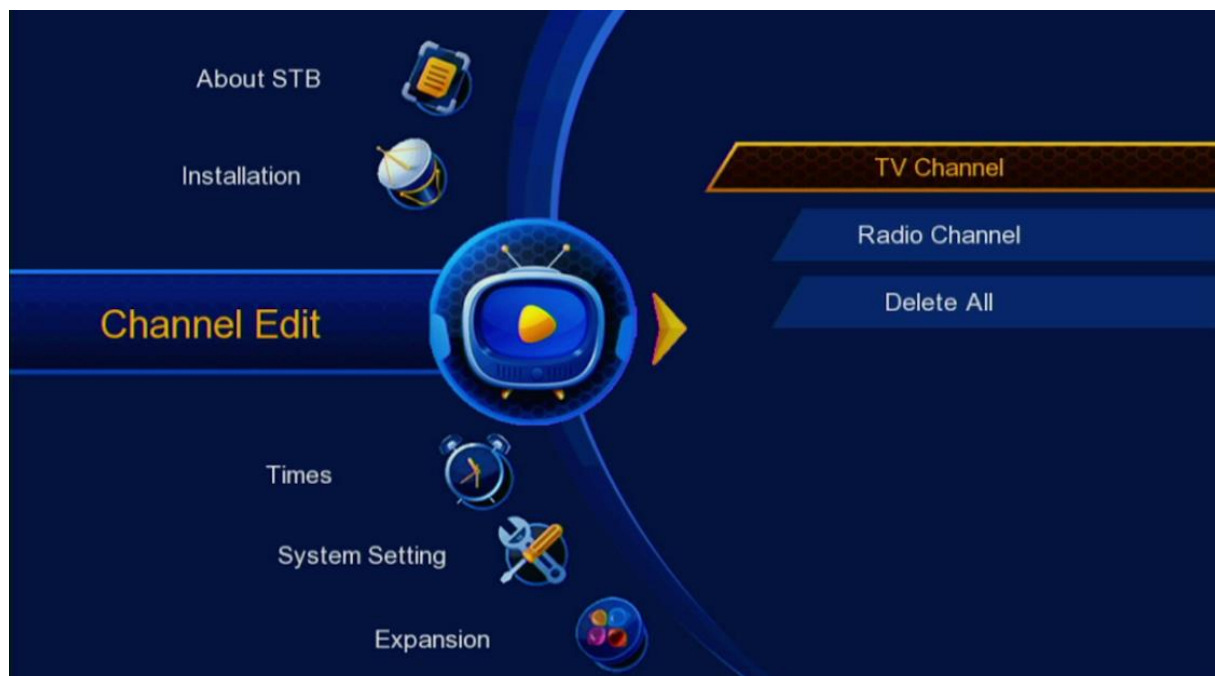 About STB
Installation
Channel Edit
Times
System Setting
Expansion
TV Channel
Radio Channel
Delete All